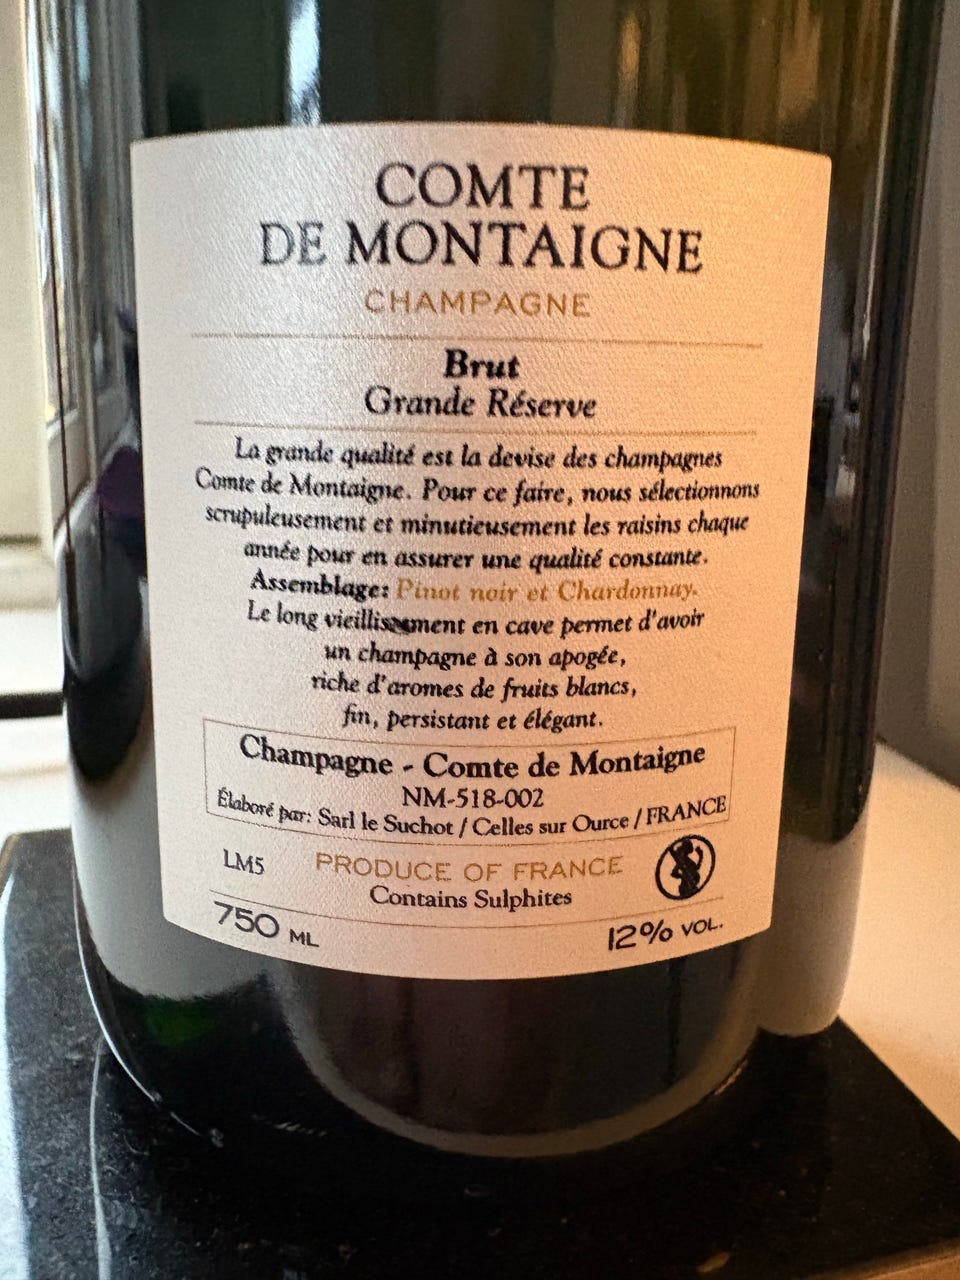 COMTE
DE MONTAIGNE
CHAMPAGNE
Brut
Grande Réserve
La grande qualité est la devise des champagnes
Comte de Montaigne. Pour ce faire, nous sélectionnons
scrupuleusement et minutieusement les raisins chaque
année pour en assurer une qualité constante.
Assemblage: Pinot noir et Chardonnay.
Le long vieillissement en cave permet d'avoir
un champagne à son apogée,
riche d'aromes de fruits blancs,
fin, persistant et élégant.
Champagne - Comte de Montaigne
NM-518-002
Élaboré par: Sarl le Suchot / Celles sur Ource / FRANCE
LM5 PRODUCE OF FRANCE
Contains Sulphites
750 ML 12% VOL.